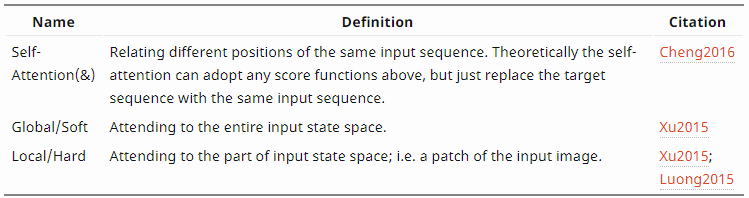 Name Definition Citation
Self- Relating different positions of the same input sequence. Theoretically the self- Cheng2016
Attention(&) attention can adopt any score functions above, but just replace the target
sequence with the same input sequence.
Global/Soft Attending to the entire input state space. Xu2015
Local/Hard Attending to the part of input state space; i.e. a patch of the input image. Xu2015;
Luong2015